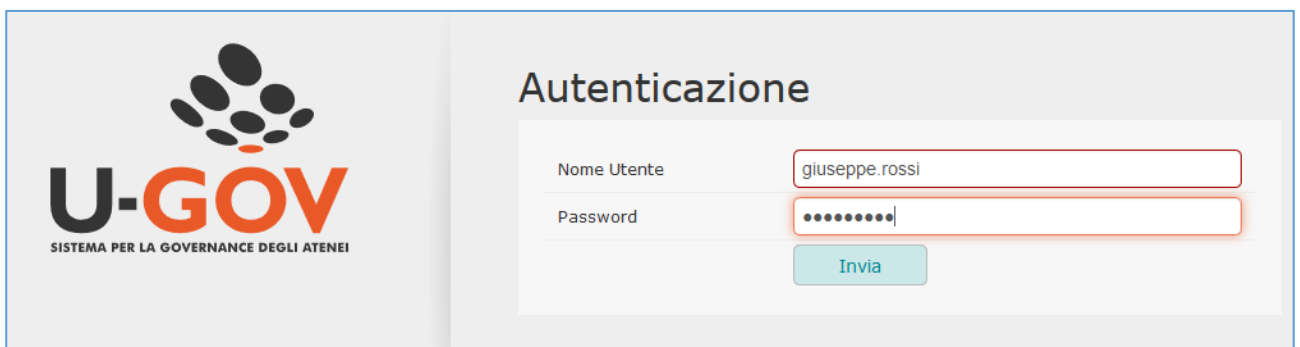 U-GOV
SISTEMA PER LA GOVERNANCE DEGLI ATENEI
Autenticazione
Nome Utente giuseppe.rossi
Password •••••••••
Invia